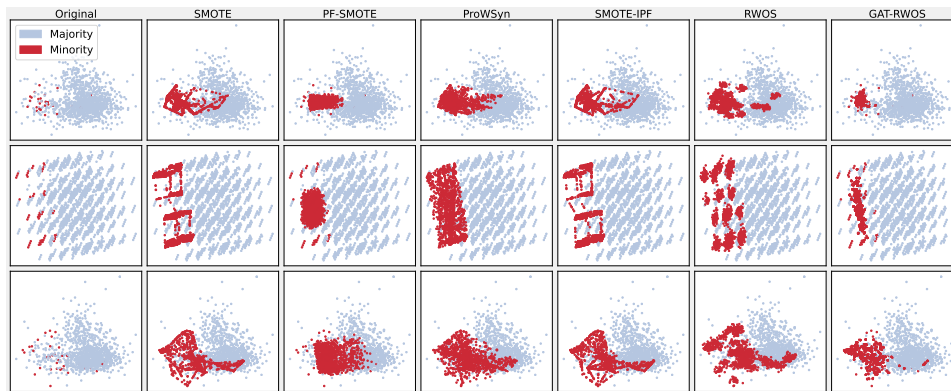 Original SMOTE PF-SMOTE ProWSyn SMOTE-IPF RWOS GAT-RWOS
Majority
Minority